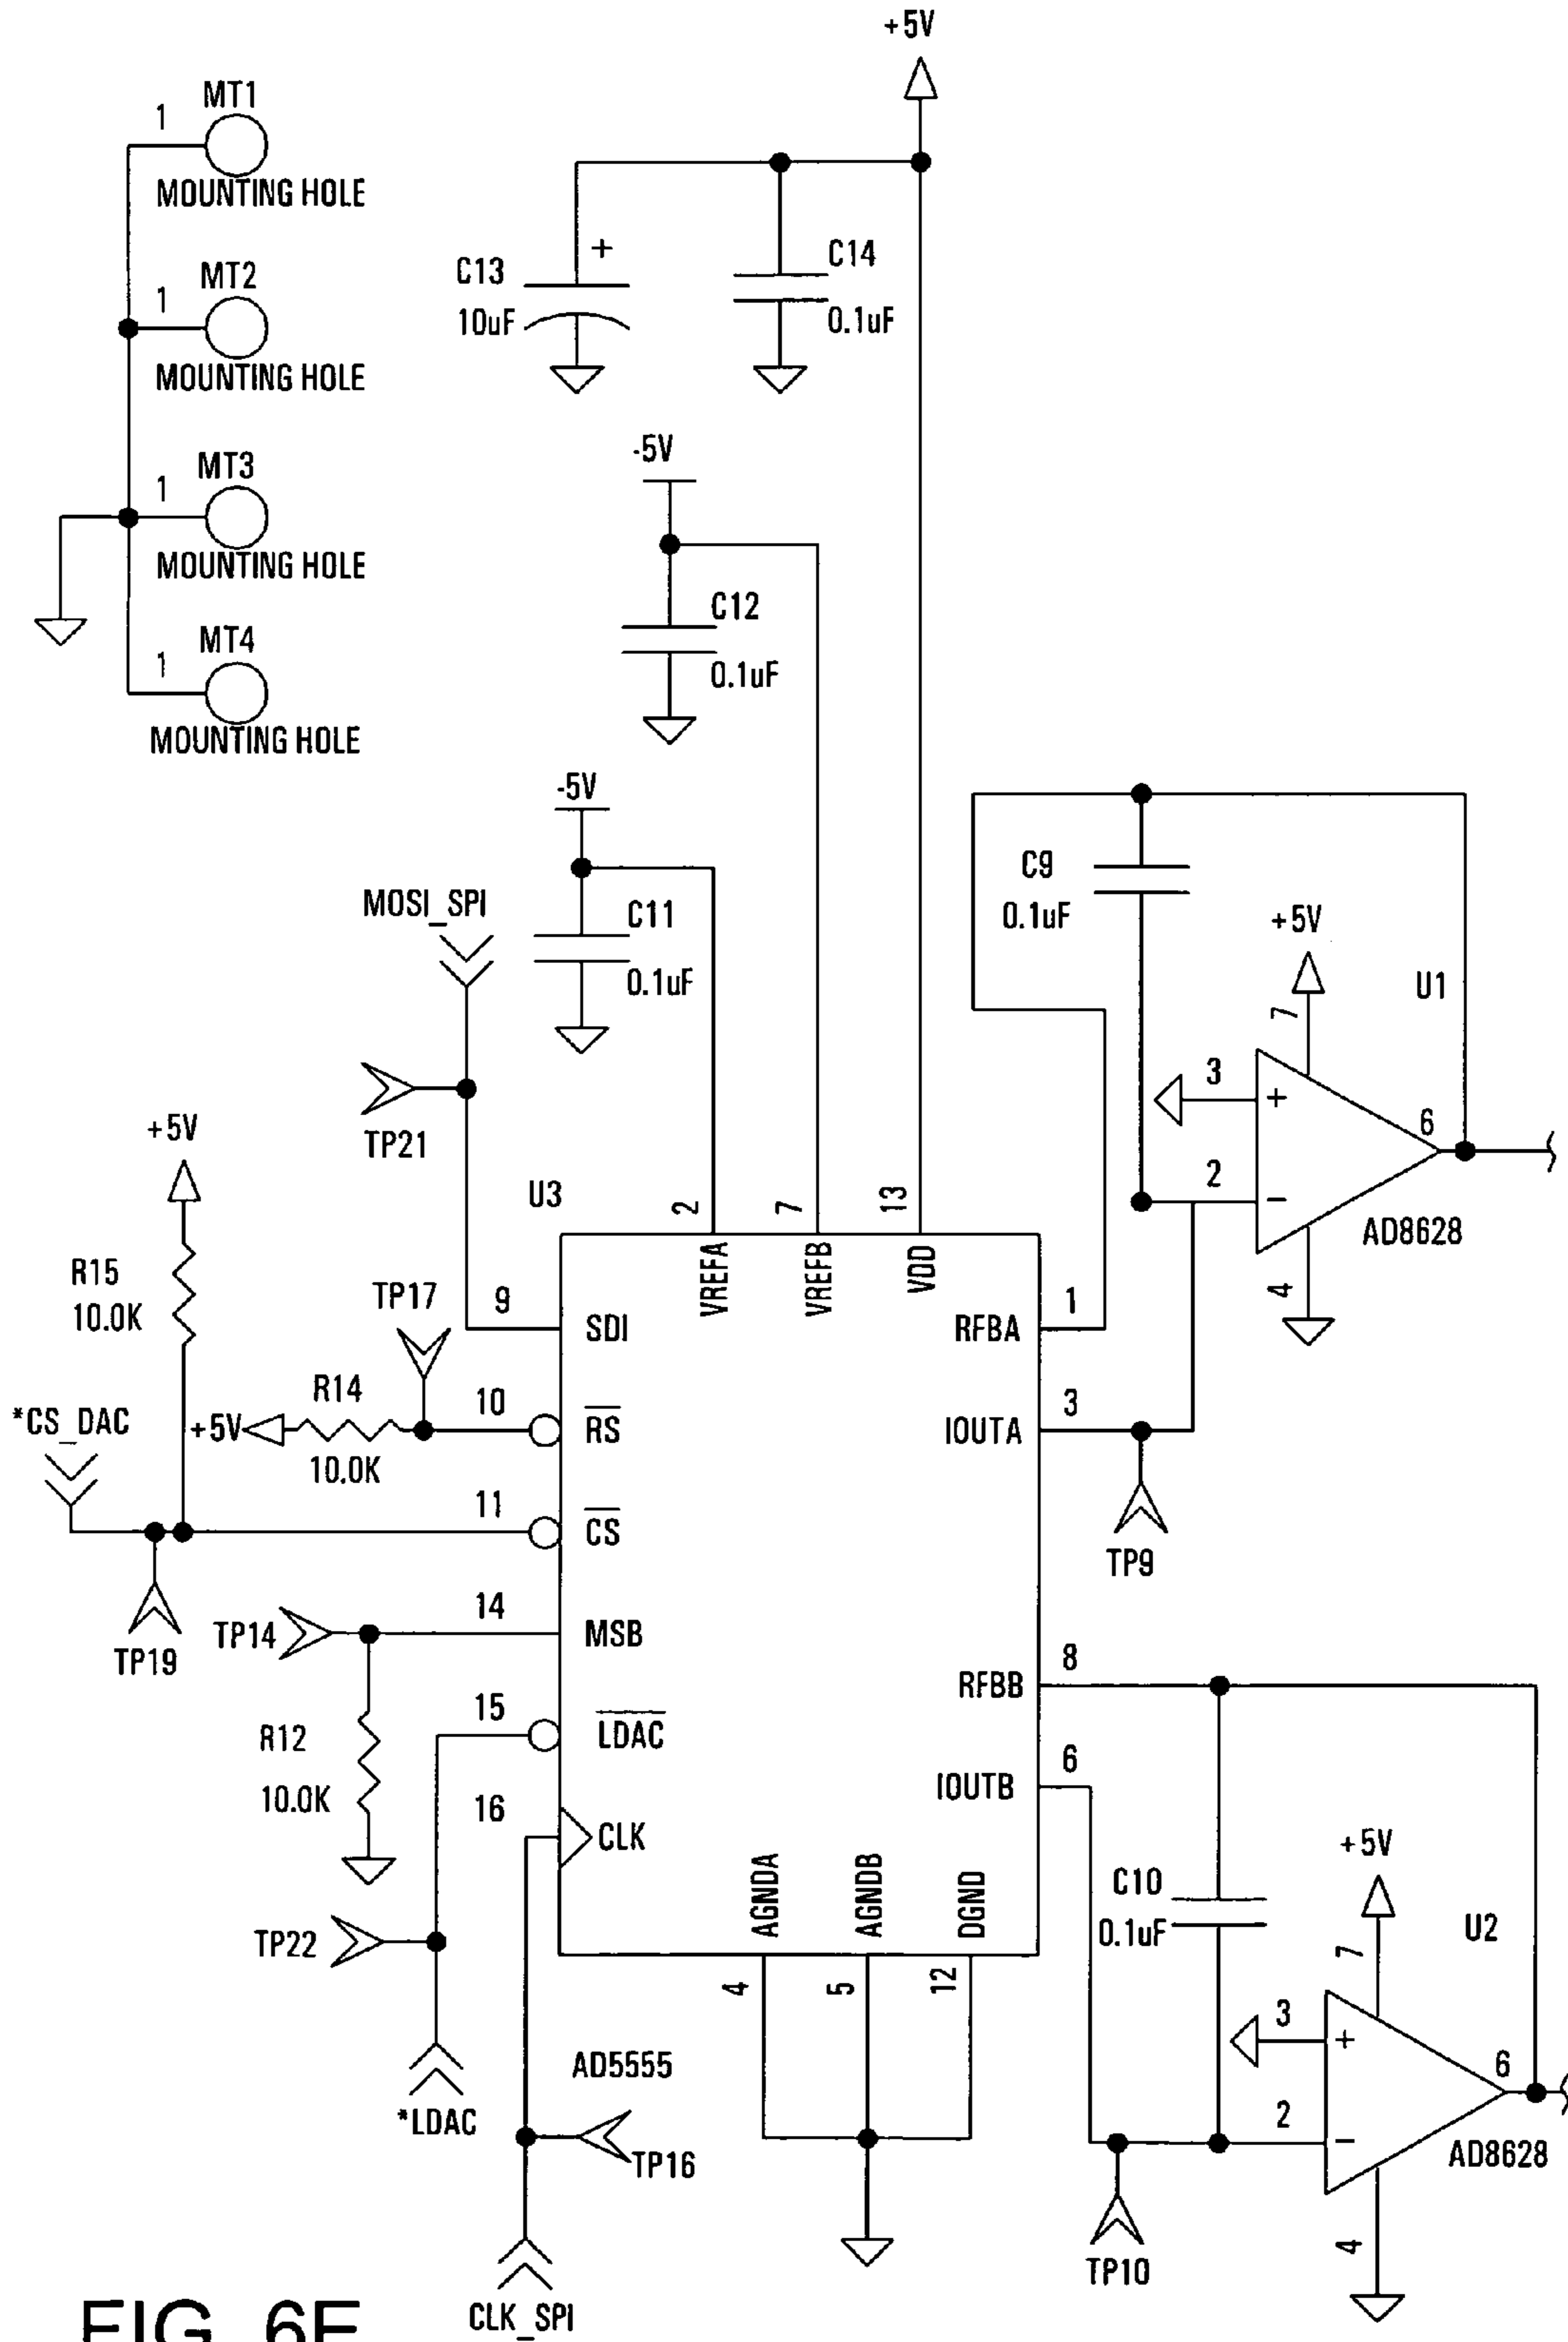 +5V
1
MT1
MOUNTING HOLE
1
MT2
MOUNTING HOLE
1
MT3
MOUNTING HOLE
1
MT4
MOUNTING HOLE
C13
+
10uF
C14
0.1uF
-5V
C12
0.1uF
-5V
C11
0.1uF
MOSI_SPI
TP21
C9
0.1uF
+5V
U1
7
3
+
2
-
6
4
AD8628
+5V
R15
10.0K
U3
2
7
13
VREFA
VREFB
VDD
TP17
9
SDI
RFBA
1
*CS_DAC
+5V
R14
10.0K
10
RS
IOUTA
3
TP9
11
CS
TP19
TP14
14
MSB
RFBB
8
R12
10.0K
15
LDAC
IOUTB
6
16
CLK
AGNDA
AGNDB
DGND
4
5
12
C10
0.1uF
+5V
U2
7
3
+
2
-
6
4
AD8628
TP22
*LDAC
AD5555
TP16
CLK_SPI
TP10